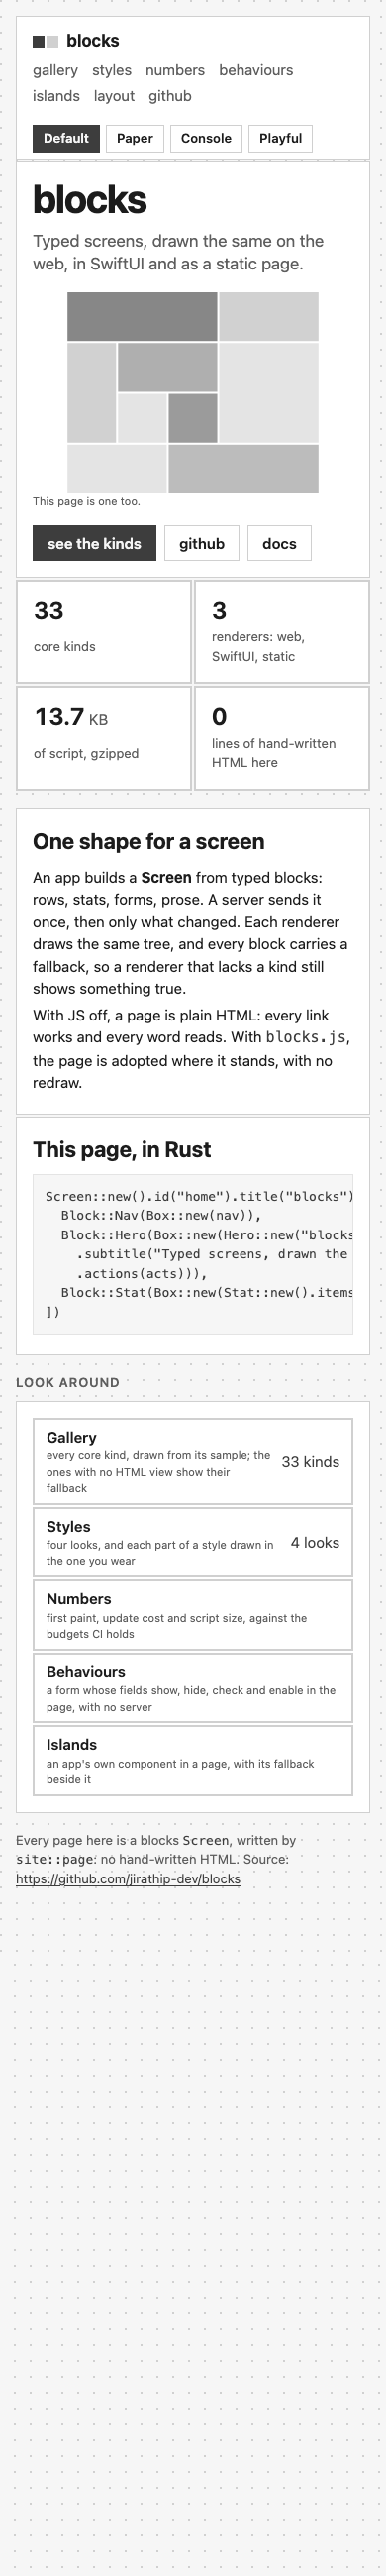 blocks
gallery styles numbers behaviours
islands layout github
Default Paper Console Playful
blocks
Typed screens, drawn the same on the
web, in SwiftUI and as a static page.
This page is one too.
see the kinds github docs
33
core kinds
3
renderers: web,
SwiftUI, static
13.7 KB
of script, gzipped
0
lines of hand-written
HTML here
One shape for a screen
An app builds a Screen from typed blocks:
rows, stats, forms, prose. A server sends it
once, then only what changed. Each renderer
draws the same tree, and every block carries a
fallback, so a renderer that lacks a kind still
shows something true.
With JS off, a page is plain HTML: every link
works and every word reads. With blocks.js,
the page is adopted where it stands, with no
redraw.
This page, in Rust
Screen::new().id("home").title("blocks")
  Block::Nav(Box::new(nav)),
  Block::Hero(Box::new(Hero::new("blocks
    .subtitle("Typed screens, drawn the
    .actions(acts))),
  Block::Stat(Box::new(Stat::new().items
])
LOOK AROUND
Gallery
every core kind, drawn from its sample; the
ones with no HTML view show their
fallback
33 kinds
Styles
four looks, and each part of a style drawn in
the one you wear
4 looks
Numbers
first paint, update cost and script size, against the
budgets CI holds
Behaviours
a form whose fields show, hide, check and enable in the
page, with no server
Islands
an app's own component in a page, with its fallback
beside it
Every page here is a blocks Screen, written by
site::page: no hand-written HTML. Source:
https://github.com/jirathip-dev/blocks